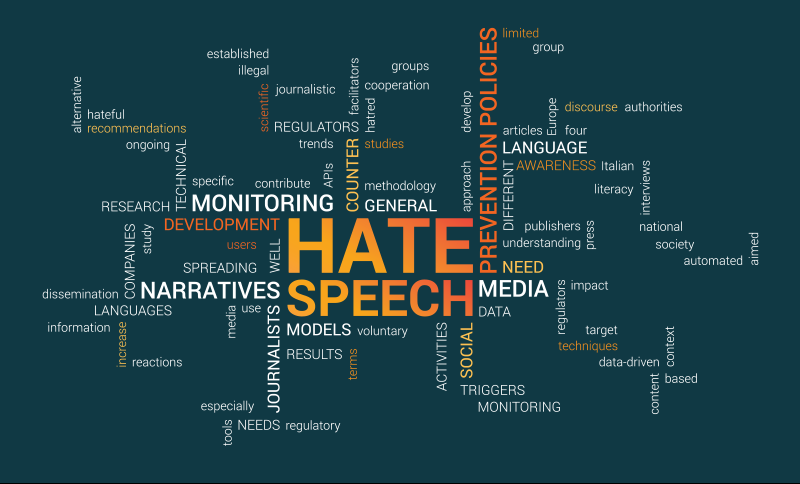 limited
PREVENTION POLICIES
group
established
illegal
groups
facilitators
scientific
journalistic
cooperation
alternative
hateful
recommendations
hatred
develop
Europe
discourse
authorities
REGULATORS
articles
four
ongoing
TECHNICAL
trends
COUNTER
studies
LANGUAGE
DIFFERENT
AWARENESS
Italian
interviews
APIs
approach
specific
contribute
methodology
literacy
RESEARCH
MONITORING
GENERAL
DEVELOPMENT
HATE
publishers
press
national
COMPANIES
study
users
WELL
understanding
society
aimed
SPREADING
NEED
automated
dissemination
NARRATIVES
SPEECH
MEDIA
regulators
impact
LANGUAGES
media
use
JOURNALISTS
DATA
information
increase
MODELS
voluntary
ACTIVITIES
SOCIAL
target
context
techniques
reactions
RESULTS
terms
data-driven
content
based
TRIGGERS
especially
MONITORING
tools
NEEDS
regulatory